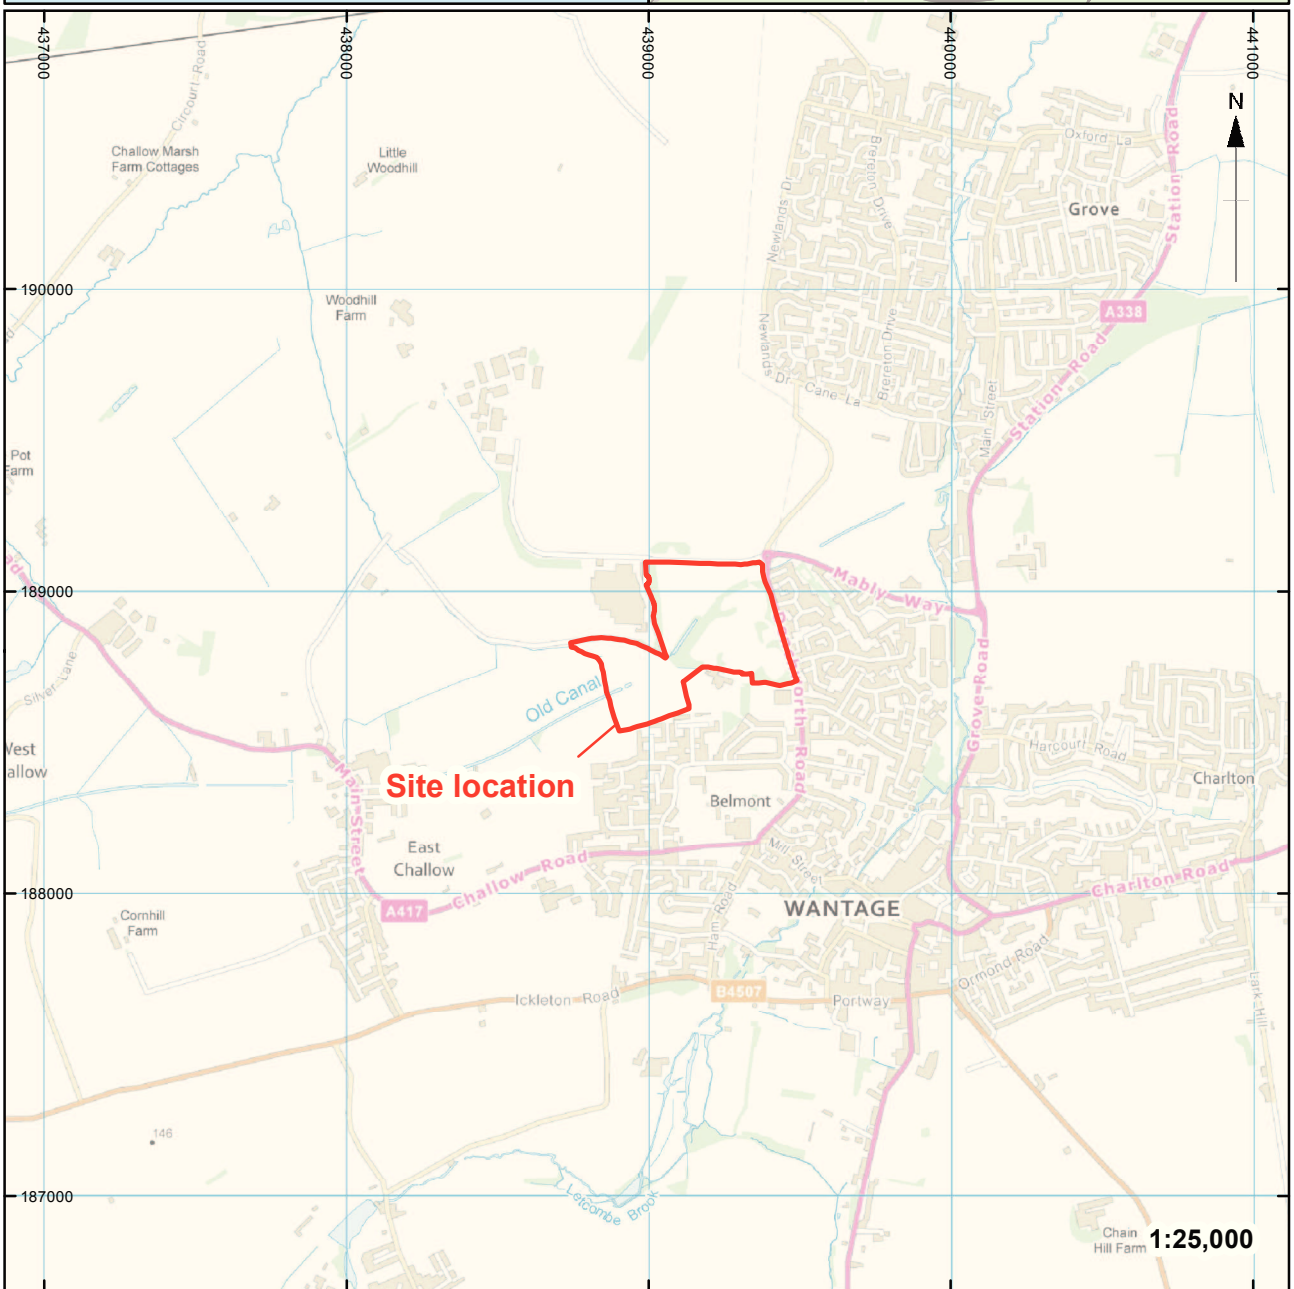 437000
438000
439000
440000
441000
N
Circourt Road
Challow Marsh
Farm Cottages
Little
Woodhill
Brereton Drive
Oxford La
Station Road
Newlands Dr
Grove
190000
Woodhill
Farm
A338
Newlands Dr
Cane La
Brereton Drive
Main Street
Station Road
Pot
Farm
189000
Mably Way
Silver Lane
Old Canal
orth Road
Grove Road
Harcourt Road
Charlton
West
allow
Main Street
Site location
Belmont
East
Challow
Challow Road
Mill Street
A417
Charlton Road
188000
WANTAGE
Cornhill
Farm
Ham Road
Ormond Road
Ickleton Road
B4507
Portway
Lark Hill
146
187000
Letcombe Brook
Chain
Hill Farm
1:25,000